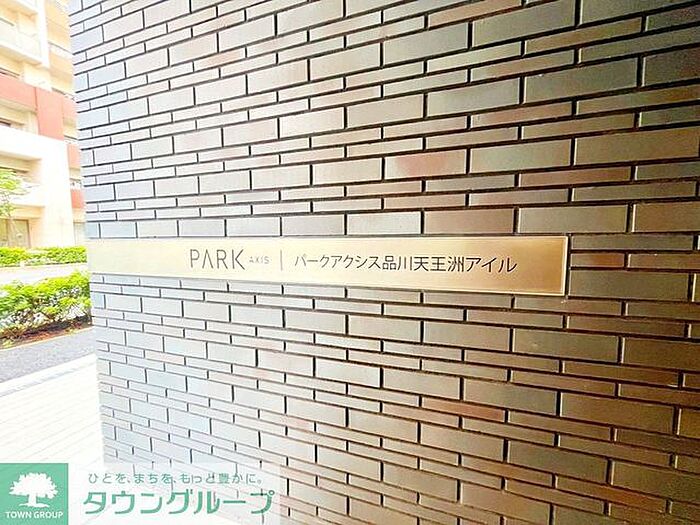 PARK AXIS | パークアクシス品川天王洲アイル
ひとを、まちを、もっと豊かに。
タウングループ
TOWN GROUP